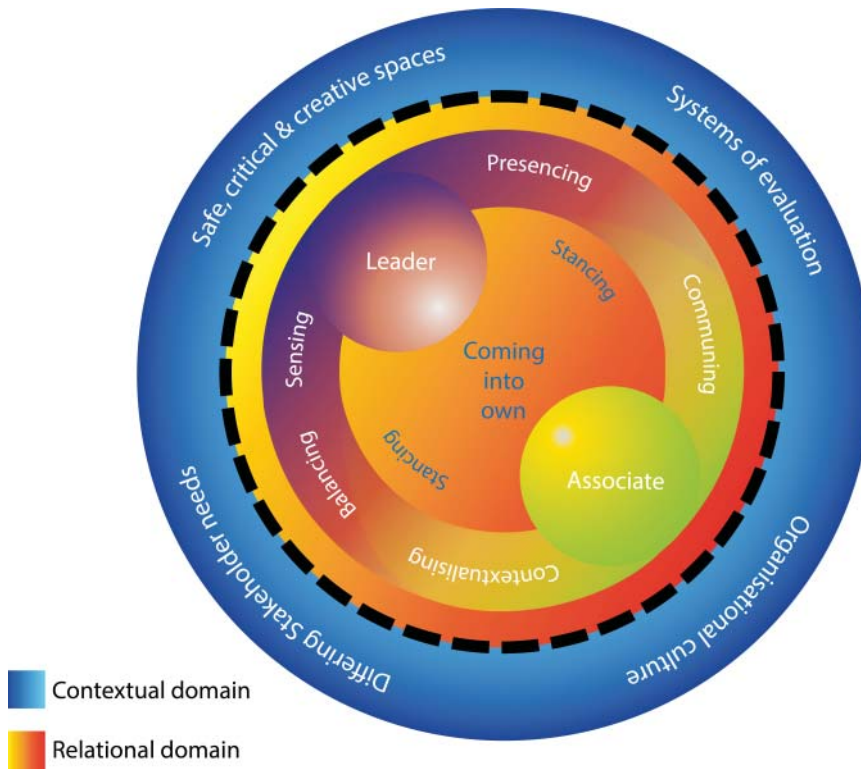 Safe, critical & creative spaces
Systems of evaluation
Presencing
Leader
Stancing
Communing
Sensing
Coming
into
own
Balancing
Stancing
Associate
Contextualising
Differing Stakeholder needs
Organisational culture
Contextual domain
Relational domain